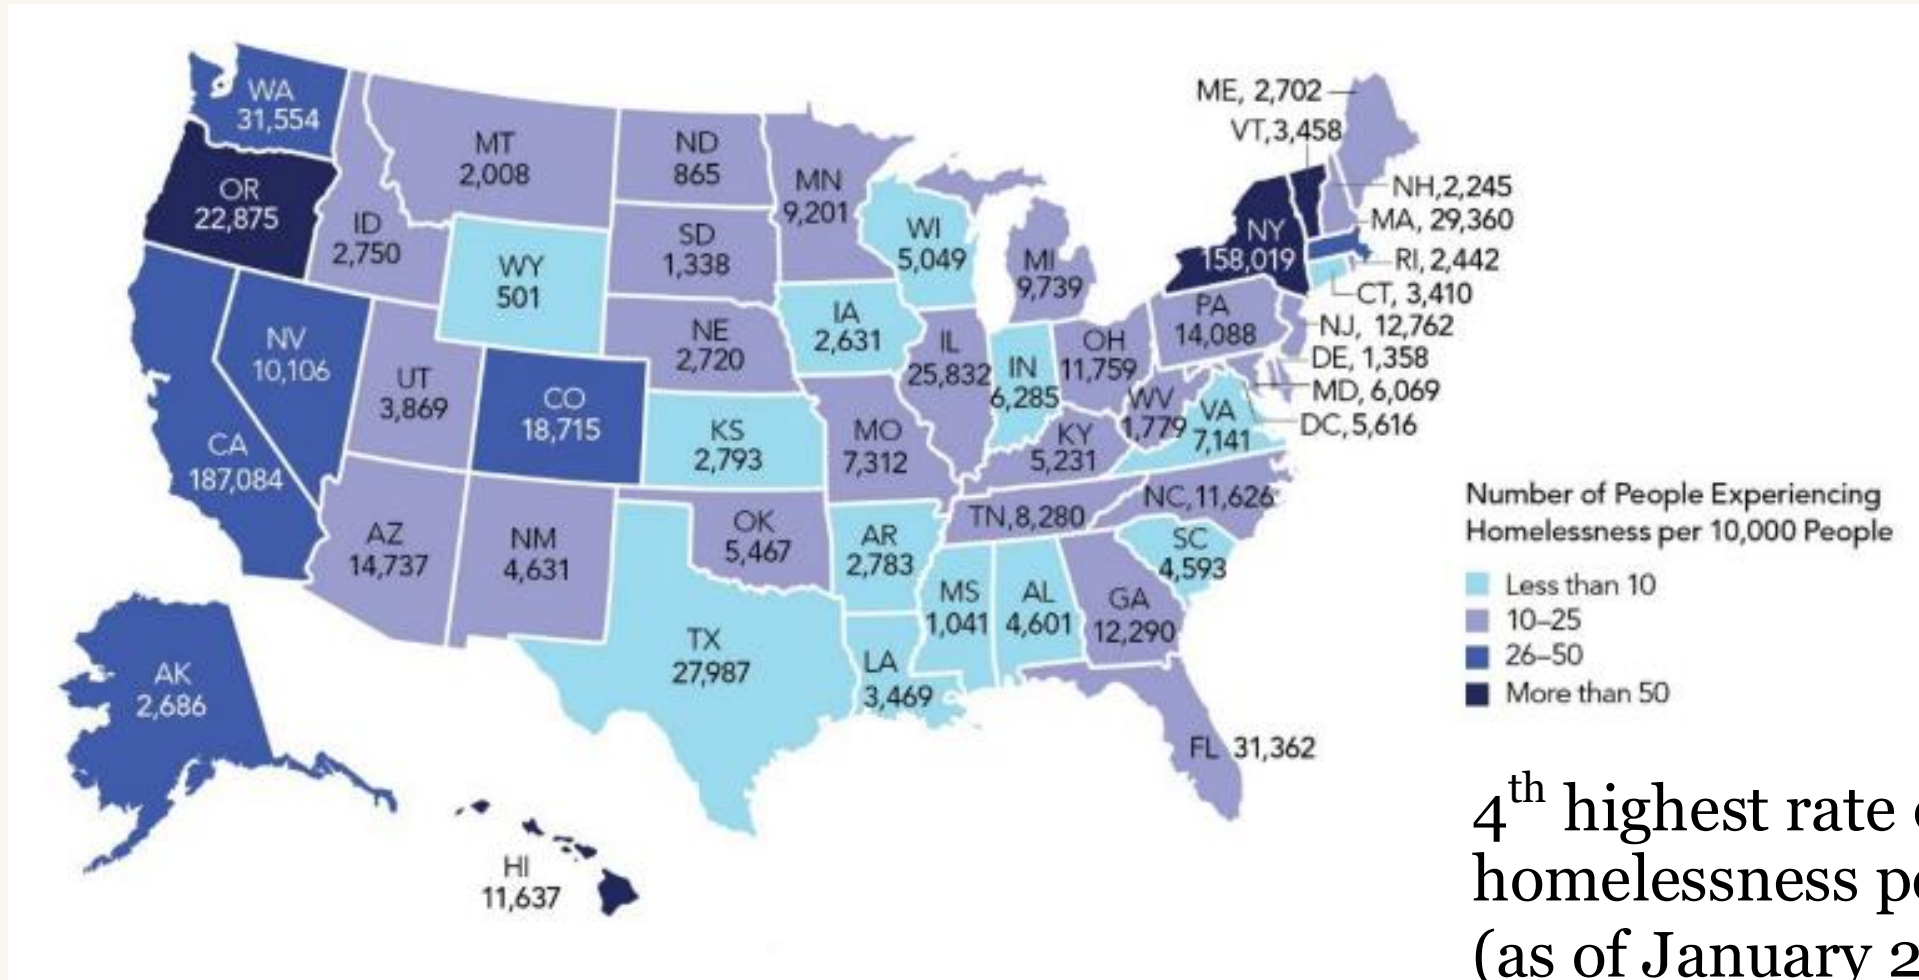 WA
31,554
OR
22,875
CA
187,084
NV
10,106
ID
2,750
MT
2,008
WY
501
UT
3,869
CO
18,715
AZ
14,737
NM
4,631
ND
865
SD
1,338
NE
2,720
KS
2,793
OK
5,467
TX
27,987
MN
9,201
IA
2,631
MO
7,312
AR
2,783
LA
3,469
WI
5,049
IL
25,832
MS
1,041
MI
9,739
IN
6,285
KY
5,231
TN,8,280
AL
4,601
OH
11,759
WV
1,779
GA
12,290
FL 31,362
SC
4,593
NC,11,626
VA
7,141
PA
14,088
NY
158,019
ME, 2,702
VT,3,458
NH,2,245
MA, 29,360
RI, 2,442
CT, 3,410
NJ, 12,762
DE, 1,358
MD, 6,069
DC, 5,616
AK
2,686
HI
11,637
Number of People Experiencing
Homelessness per 10,000 People
Less than 10
10–25
26–50
More than 50
4th highest rate
homelessness
(as of January